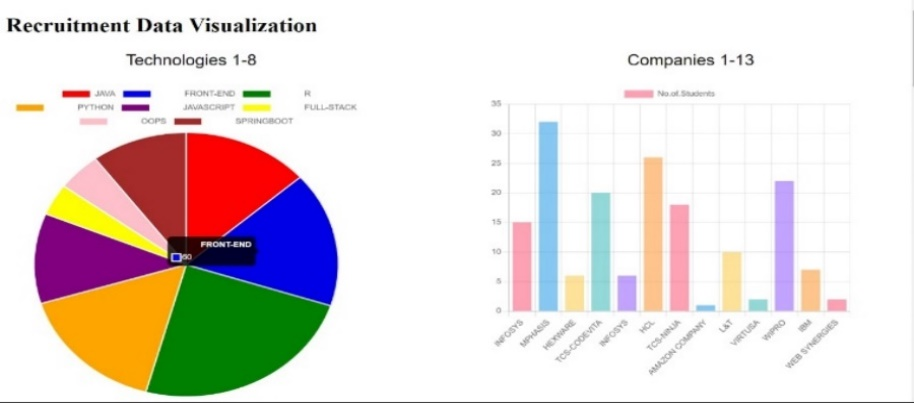 Recruitment Data Visualization
Technologies 1-8
JAVA FRONT-END R
PYTHON JAVASCRIPT FULL-STACK
OOPS SPRINGBOOT
FRONT-END
60
Companies 1-13
No.of.Students
35
30
25
20
15
10
5
0
INFOSYS
MPHASIS
HEXWARE
TCS-CODEVITA
INFOSYS
HCL
TCS-NINJA
AMAZON COMPANY
L&T
VIRTUSA
WIPRO
IBM
WEB SYNERGIES